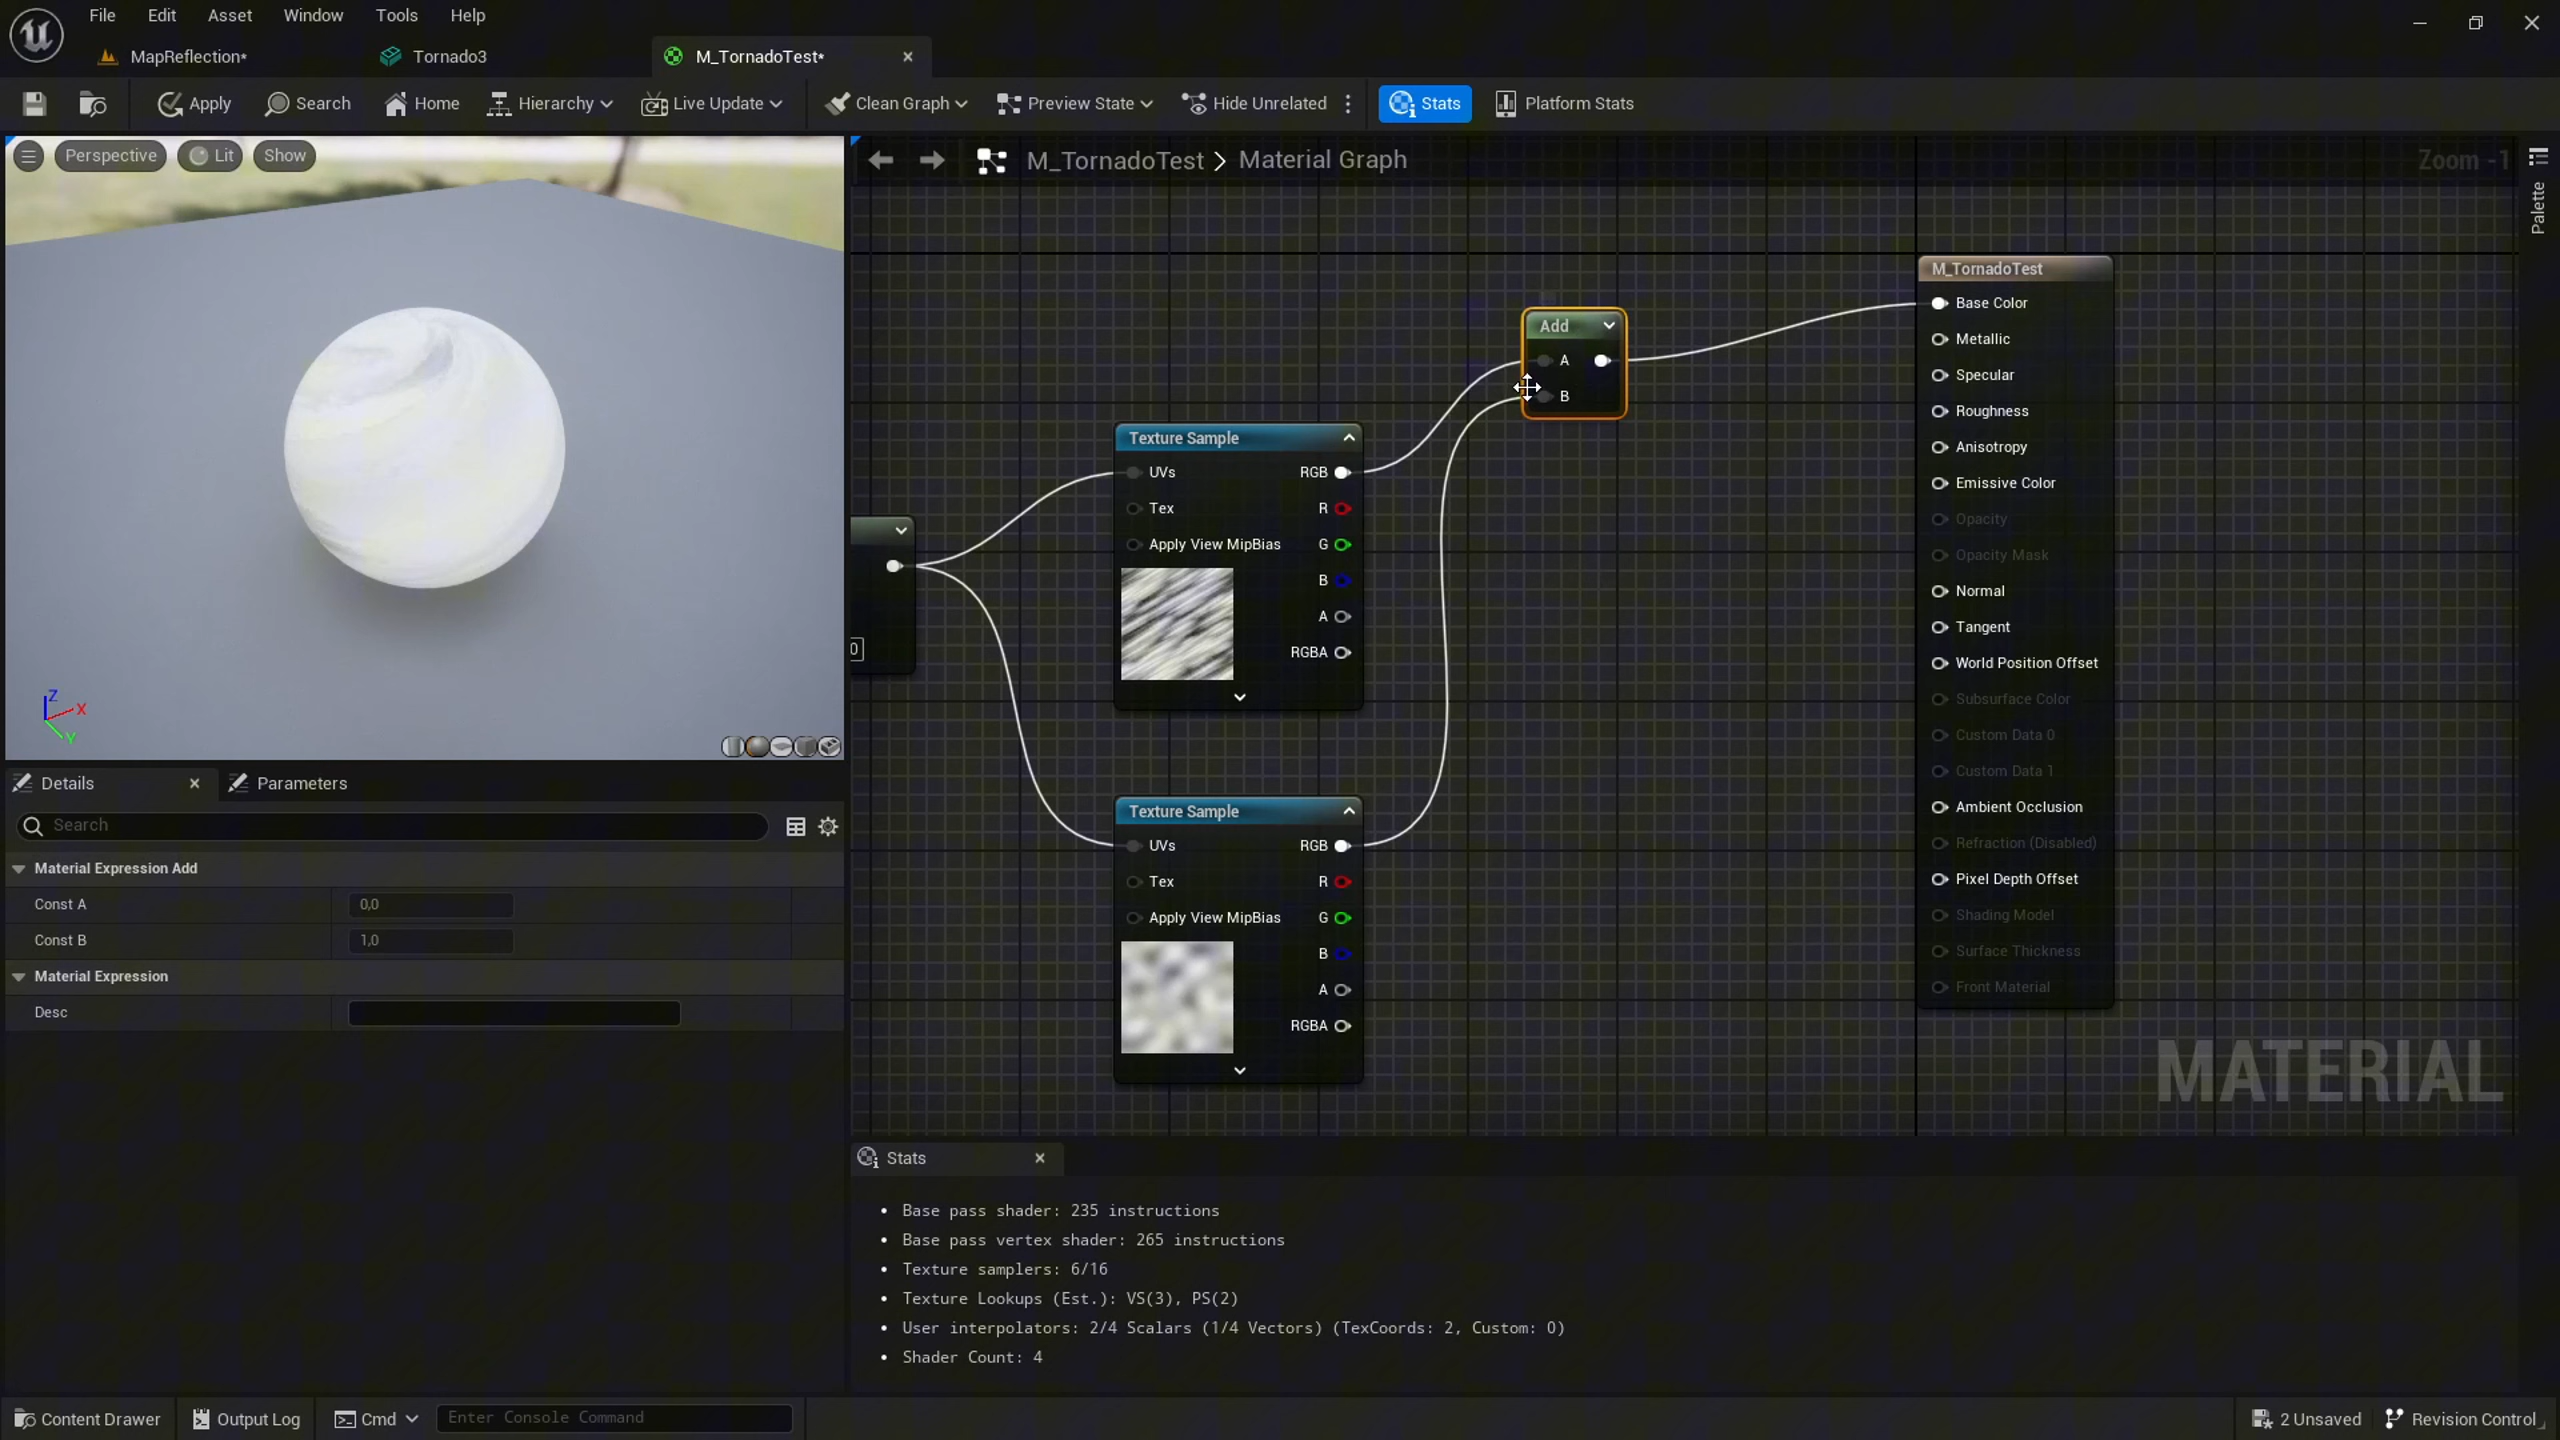 File Edit Asset Window Tools Help
MapReflection* Tornado3 M_TornadoTest*
Apply Search Home Hierarchy Live Update Clean Graph Preview State Hide Unrelated Stats Platform Stats
Perspective Lit Show
M_TornadoTest > Material Graph
Zoom -1
Palette
Z
X
Y
0
Texture Sample
UVs RGB
Tex R
Apply View MipBias G
B
A
RGBA
Texture Sample
UVs RGB
Tex R
Apply View MipBias G
B
A
RGBA
Add
A
B
M_TornadoTest
Base Color
Metallic
Specular
Roughness
Anisotropy
Emissive Color
Opacity
Opacity Mask
Normal
Tangent
World Position Offset
Subsurface Color
Custom Data 0
Custom Data 1
Ambient Occlusion
Refraction (Disabled)
Pixel Depth Offset
Shading Model
Surface Thickness
Front Material
MATERIAL
Details Parameters
Search
Material Expression Add
Const A 0,0
Const B 1,0
Material Expression
Desc
Stats
• Base pass shader: 235 instructions
• Base pass vertex shader: 265 instructions
• Texture samplers: 6/16
• Texture Lookups (Est.): VS(3), PS(2)
• User interpolators: 2/4 Scalars (1/4 Vectors) (TexCoords: 2, Custom: 0)
• Shader Count: 4
Content Drawer Output Log Cmd Enter Console Command 2 Unsaved Revision Control